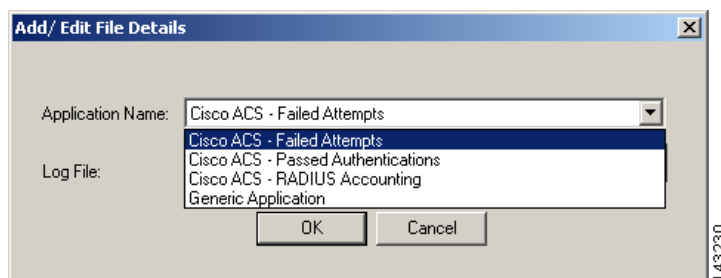 Add/ Edit File Details
Application Name:
Cisco ACS - Failed Attempts
Cisco ACS - Failed Attempts
Cisco ACS - Passed Authentications
Log File:
Cisco ACS - RADIUS Accounting
Generic Application
OK
Cancel
43230